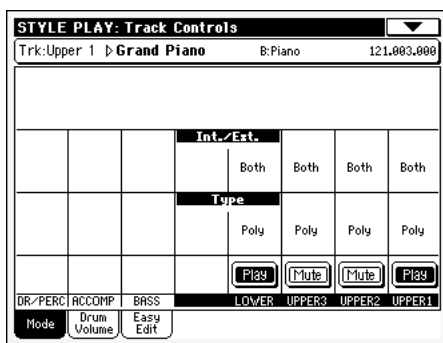 STYLE PLAY: Track Controls
Trk:Upper 1 ▷Grand Piano B:Piano 121.003.000
Int./Ext.
Both Both Both Both
Type
Poly Poly Poly Poly
Play Mute Mute Play
DR/PERC ACCOMP BASS LOWER UPPER3 UPPER2 UPPER1
Mode Drum Volume Easy Edit